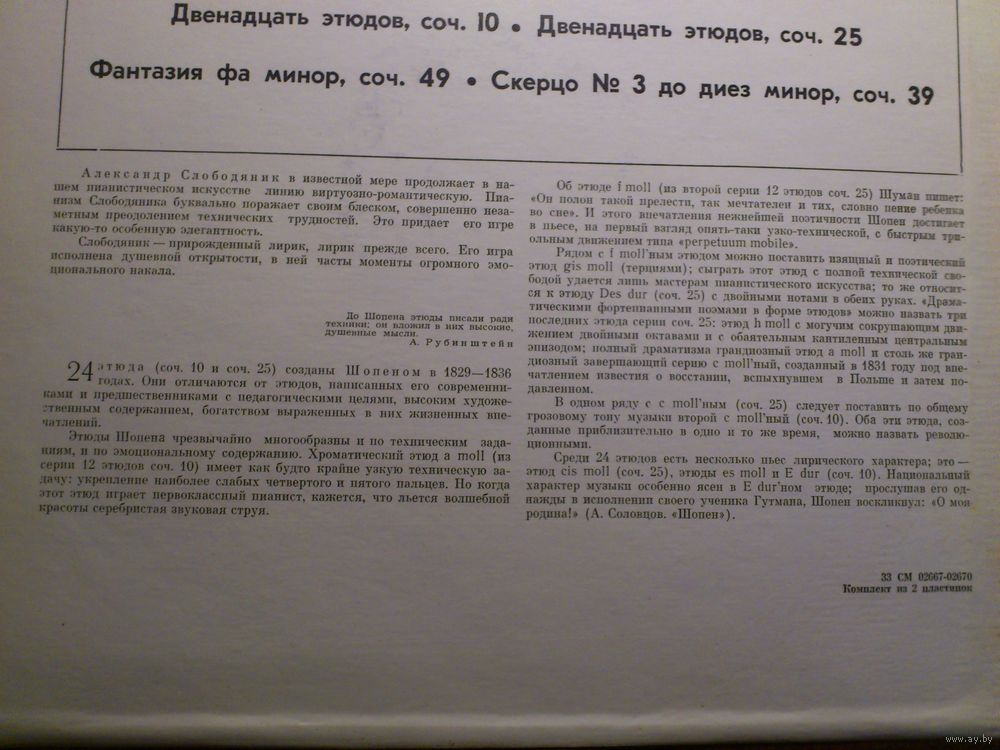 Двенадцать этюдов, соч. 10 • Двенадцать этюдов, соч. 25
Фантазия фа минор, соч. 49 • Скерцо № 3 до диез минор, соч. 39
Александр Слободяник в известной мере продолжает в на-
шем пианистическом искусстве линию виртуозно-романтическую. Пиа-
низм Слободяника буквально поражает своим блеском, совершенно неза-
метным преодолением технических трудностей. Это придает его игре
какую-то особенную элегантность.
Слободяник — прирожденный лирик, лирик прежде всего. Его игра
исполнена душевной открытости, в ней часты моменты огромного эмо-
ционального накала.
До Шопена этюды писали ради
техники; он вложил в них высокие,
душевные мысли.
А. Рубинштейн
24 этюда (соч. 10 и соч. 25) созданы Шопеном в 1829—1836
годах. Они отличаются от этюдов, написанных его современни-
ками и предшественниками с педагогическими целями, высоким художе-
ственным содержанием, богатством выраженных в них жизненных впе-
чатлений.
Этюды Шопена чрезвычайно многообразны и по техническим зада-
ниям, и по эмоциональному содержанию. Хроматический этюд a moll (из
серии 12 этюдов соч. 10) имеет как будто крайне узкую техническую за-
дачу: укрепление наиболее слабых четвертого и пятого пальцев. Но когда
этот этюд играет первоклассный пианист, кажется, что льется волшебной
красоты серебристая звуковая струя.
Об этюде f moll (из второй серии 12 этюдов соч. 25) Шуман пишет:
«Он полон такой прелести, так мечтателен и тих, словно пение ребенка
во сне». И этого впечатления нежнейшей поэтичности Шопен достигает
в пьесе, на первый взгляд опять-таки узко-технической, с быстрым три-
ольным движением типа «perpetuum mobile».
Рядом с f moll'ным этюдом можно поставить изящный и поэтический
этюд gis moll (терциями); сыграть этот этюд с полной технической сво-
бодой удается лишь мастерам пианистического искусства; то же относит-
ся к этюду Des dur (соч. 25) с двойными нотами в обеих руках. «Драма-
тическими фортепианными поэмами в форме этюдов» можно назвать три
последних этюда серии соч. 25: этюд h moll с могучим сокрушающим дви-
жением двойными октавами и с обаятельным кантиленным центральным
эпизодом; полный драматизма грандиозный этюд a moll и столь же гран-
диозный завершающий серию c moll'ный, созданный в 1831 году под впе-
чатлением известия о восстании, вспыхнувшем в Польше и затем по-
давленном.
В одном ряду с c moll'ным (соч. 25) следует поставить по общему
грозовому тону музыки второй c moll'ный (соч. 10). Оба эти этюда, соз-
данные приблизительно в одно и то же время, можно назвать револю-
ционными.
Среди 24 этюдов есть несколько пьес лирического характера; это —
этюд cis moll (соч. 25), этюды es moll и E dur (соч. 10). Национальный
характер музыки особенно ясен в E dur'ном этюде; прослушав его од-
нажды в исполнении своего ученика Гутмана, Шопен воскликнул: «О моя
родина!» (А. Соловцов. «Шопен»).
33 СМ 02667-02670
Комплект из 2 пластинок
www.ay.by